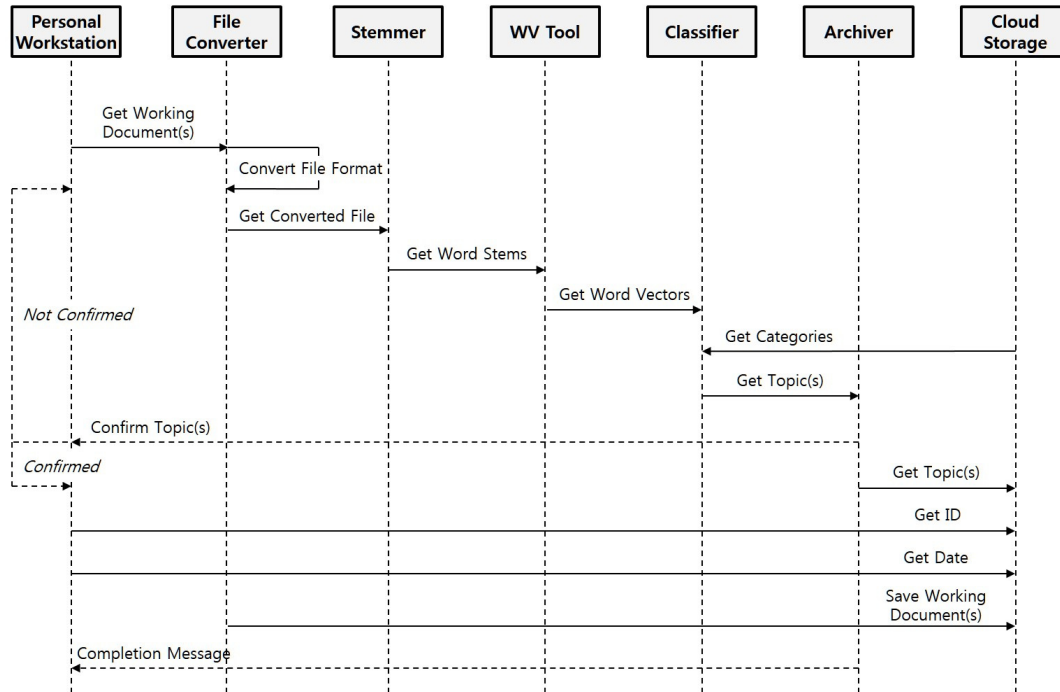 Personal
Workstation
File
Converter
Stemmer
WV Tool
Classifier
Archiver
Cloud
Storage
Get Working
Document(s)
Convert File Format
Get Converted File
Get Word Stems
Get Word Vectors
Not Confirmed
Get Categories
Get Topic(s)
Confirm Topic(s)
Confirmed
Get Topic(s)
Get ID
Get Date
Save Working
Document(s)
Completion Message